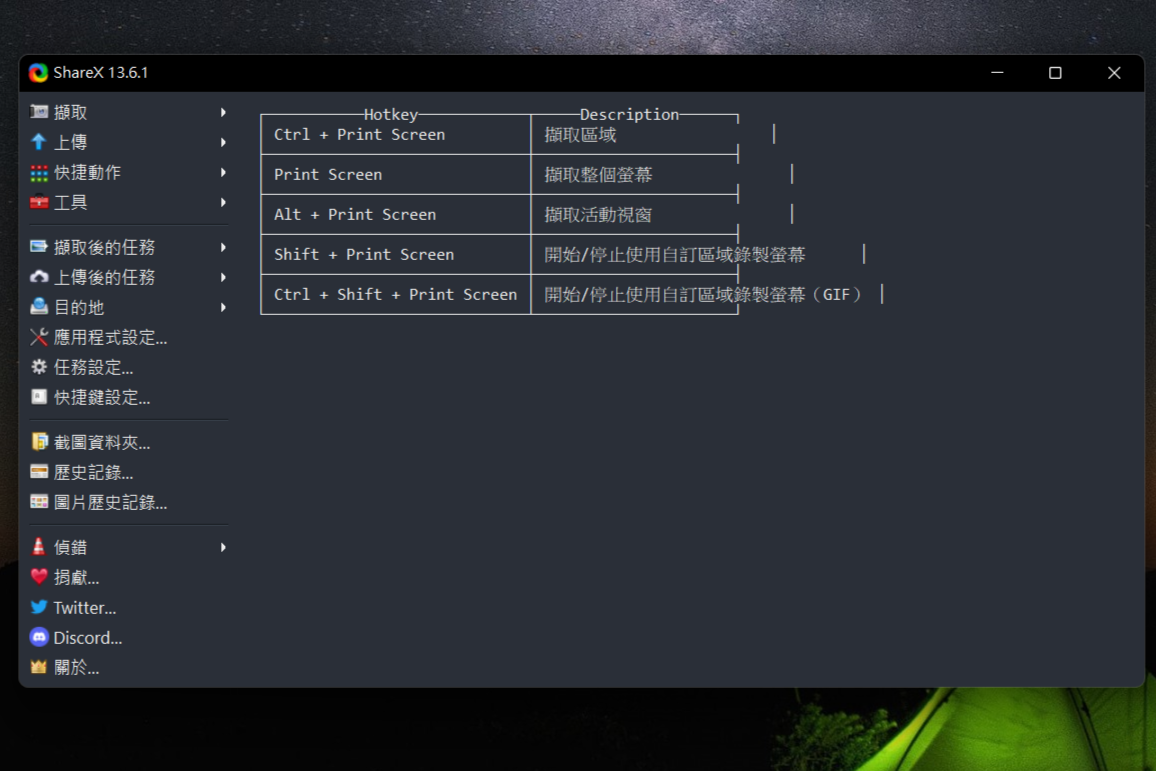 ShareX 13.6.1
擷取
上傳
快捷動作
工具
擷取後的任務
上傳後的任務
目的地
應用程式設定...
任務設定...
快捷鍵設定...
截圖資料夾...
歷史記錄...
圖片歷史記錄...
偵錯
捐獻...
Twitter...
Discord...
關於...
Hotkey Description
Ctrl + Print Screen 擷取區域
Print Screen 擷取整個螢幕
Alt + Print Screen 擷取活動視窗
Shift + Print Screen 開始/停止使用自訂區域錄製螢幕
Ctrl + Shift + Print Screen 開始/停止使用自訂區域錄製螢幕（GIF）